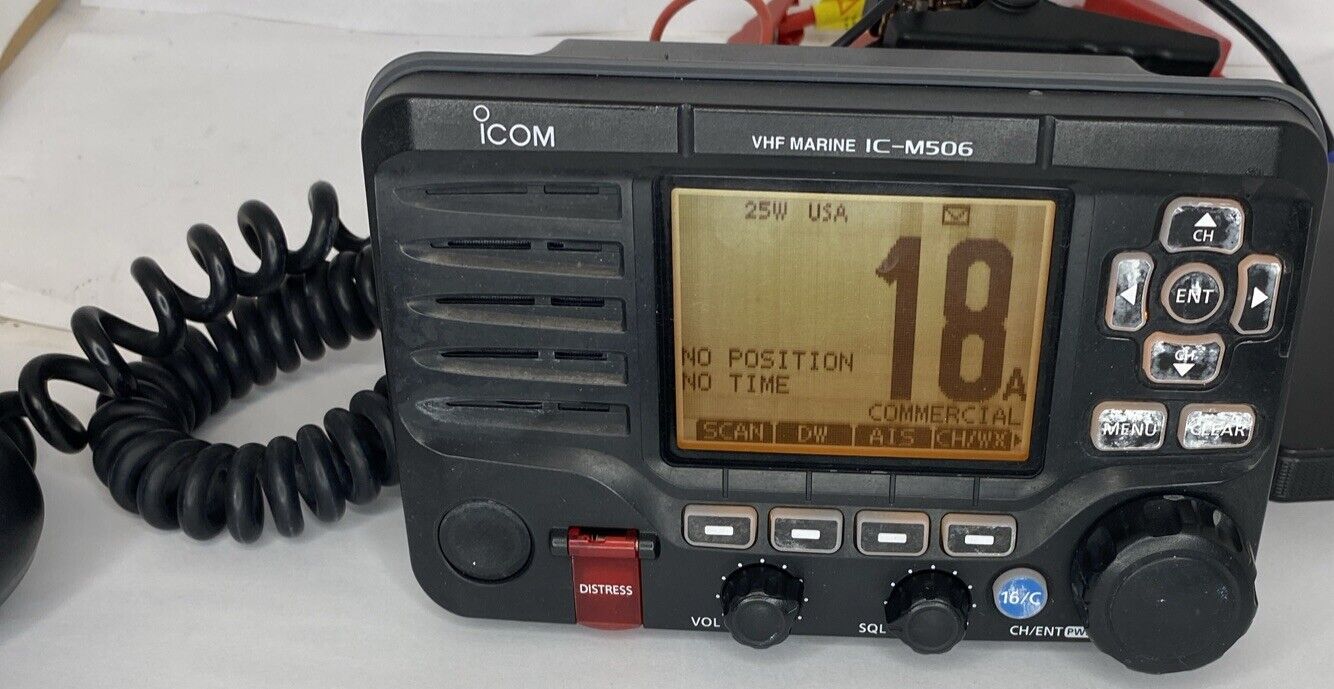 ICOM
VHF MARINE IC-M506
25W USA
18A
NO POSITION
NO TIME
COMMERCIAL
SCAN DW AIS CH/WX
CH
ENT
CH
MENU CLEAR
DISTRESS
VOL
SQL
16/C
CH/ENT